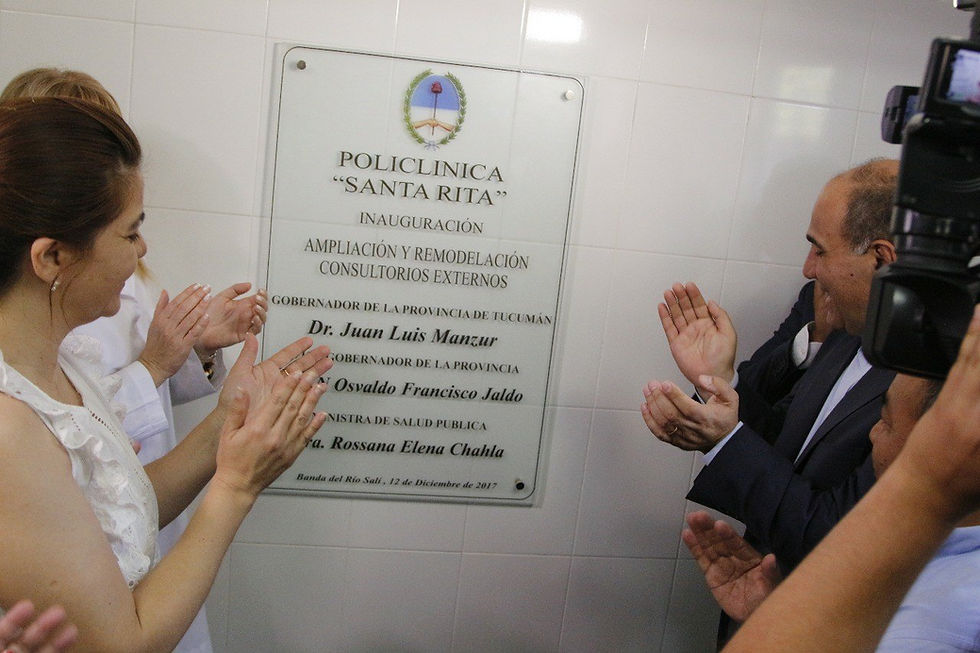 POLICLINICA
“SANTA RITA”
INAUGURACIÓN
AMPLIACIÓN Y REMODELACIÓN
CONSULTORIOS EXTERNOS
GOBERNADOR DE LA PROVINCIA DE TUCUMÁN
Dr. Juan Luis Manzur
GOBERNADOR DE LA PROVINCIA
Osvaldo Francisco Jaldo
DE SALUD PUBLICA
Rossana Elena Chahla
Banda del Río Salí, 12 de Diciembre de 2017